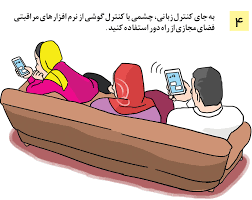 ۴
به جای کنترل زبانی، چشمی یا کنترل گوشی از نرم افزارهای مراقبتی
فضای مجازی از راه دور استفاده کنید.